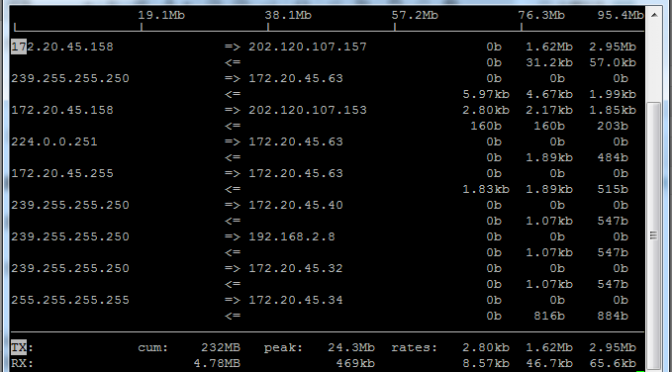 19.1Mb 38.1Mb 57.2Mb 76.3Mb 95.4Mb
172.20.45.158 => 202.120.107.157 0b 1.62Mb 2.95Mb
<= 0b 31.2kb 57.0kb
239.255.255.250 => 172.20.45.63 0b 0b 0b
<= 5.97kb 4.67kb 1.99kb
172.20.45.158 => 202.120.107.153 2.80kb 2.17kb 1.85kb
<= 160b 160b 203b
224.0.0.251 => 172.20.45.63 0b 0b 0b
<= 0b 1.89kb 484b
172.20.45.255 => 172.20.45.63 0b 0b 0b
<= 1.83kb 1.89kb 515b
239.255.255.250 => 172.20.45.40 0b 0b 0b
<= 0b 1.07kb 547b
239.255.255.250 => 192.168.2.8 0b 0b 0b
<= 0b 1.07kb 547b
239.255.255.250 => 172.20.45.32 0b 0b 0b
<= 0b 1.07kb 547b
255.255.255.255 => 172.20.45.34 0b 0b 0b
<= 0b 816b 884b
TX: cum: 232MB peak: 24.3Mb rates: 2.80kb 1.62Mb 2.95Mb
RX: 4.78MB 469kb 8.57kb 46.7kb 65.6kb